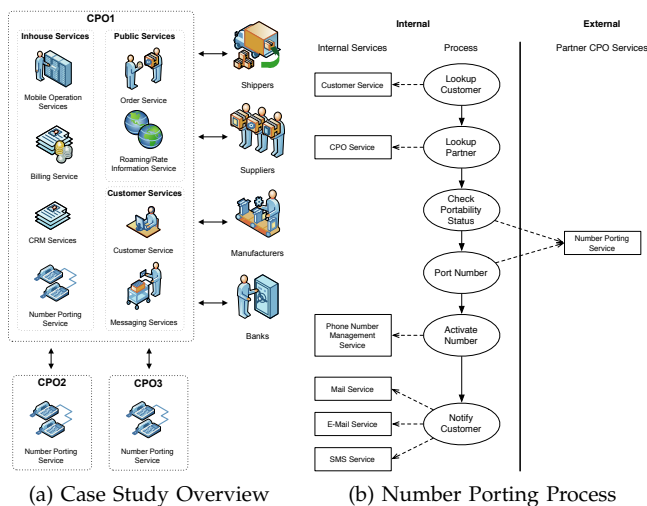 CPO1
Inhouse Services
Mobile Operation
Services
Billing Service
CRM Services
Number Porting
Service
Public Services
Order Service
Roaming/Rate
Information Service
Customer Services
Customer Service
Messaging Services
Shippers
Suppliers
Manufacturers
Banks
CPO2
Number Porting
Service
CPO3
Number Porting
Service
(a) Case Study Overview
Internal
External
Internal Services
Process
Partner CPO Services
Customer Service
Lookup
Customer
CPO Service
Lookup
Partner
Check
Portability
Status
Number Porting
Service
Port Number
Phone Number
Management
Service
Activate
Number
Mail Service
E-Mail Service
SMS Service
Notify
Customer
(b) Number Porting Process